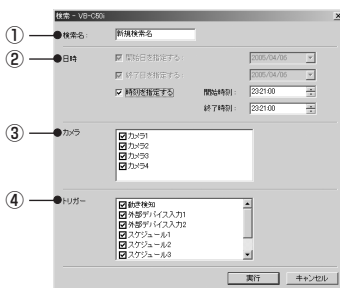 検索 - VB-C50i
① 検索名:
新規検索名
② 日時
開始日を指定する:
2005/04/06
終了日を指定する:
2005/04/06
時刻を指定する
開始時刻:
23:21:00
終了時刻:
23:21:00
③ カメラ
カメラ1
カメラ2
カメラ3
カメラ4
④ トリガー
動き検知
外部デバイス入力1
外部デバイス入力2
スケジュール1
スケジュール2
スケジュール3
実行
キャンセル